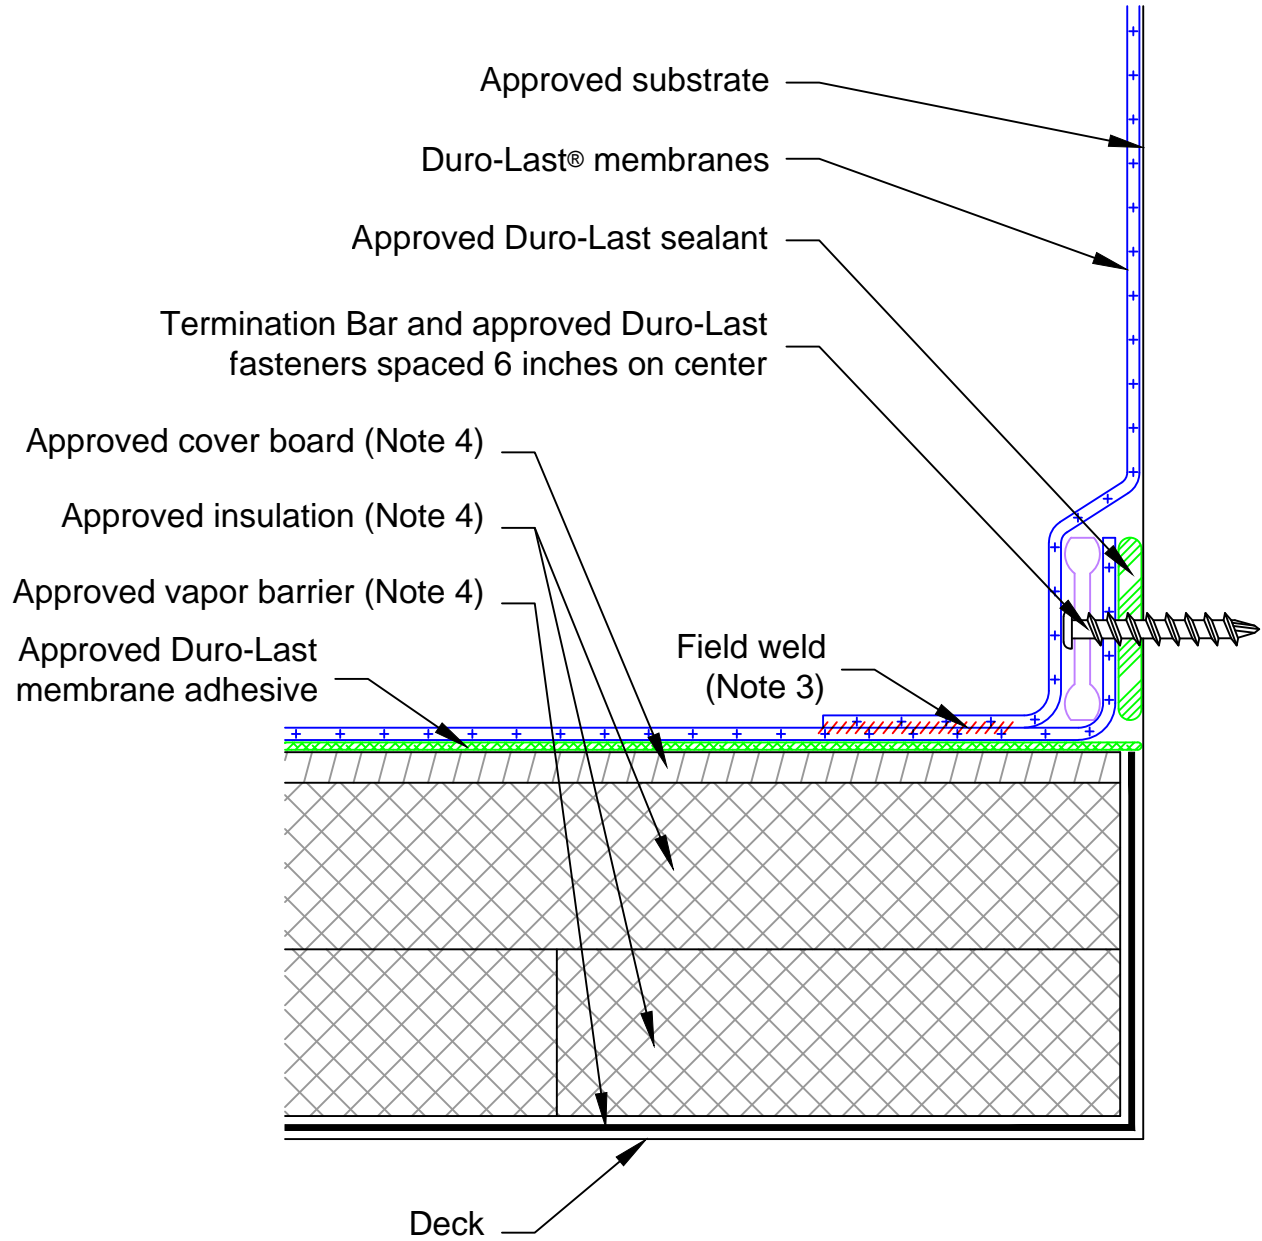 Approved substrate
Duro-Last® membranes
Approved Duro-Last sealant
Termination Bar and approved Duro-Last
fasteners spaced 6 inches on center
Approved cover board (Note 4)
Approved insulation (Note 4)
Approved vapor barrier (Note 4)
Approved Duro-Last
membrane adhesive
Field weld
(Note 3)
Deck